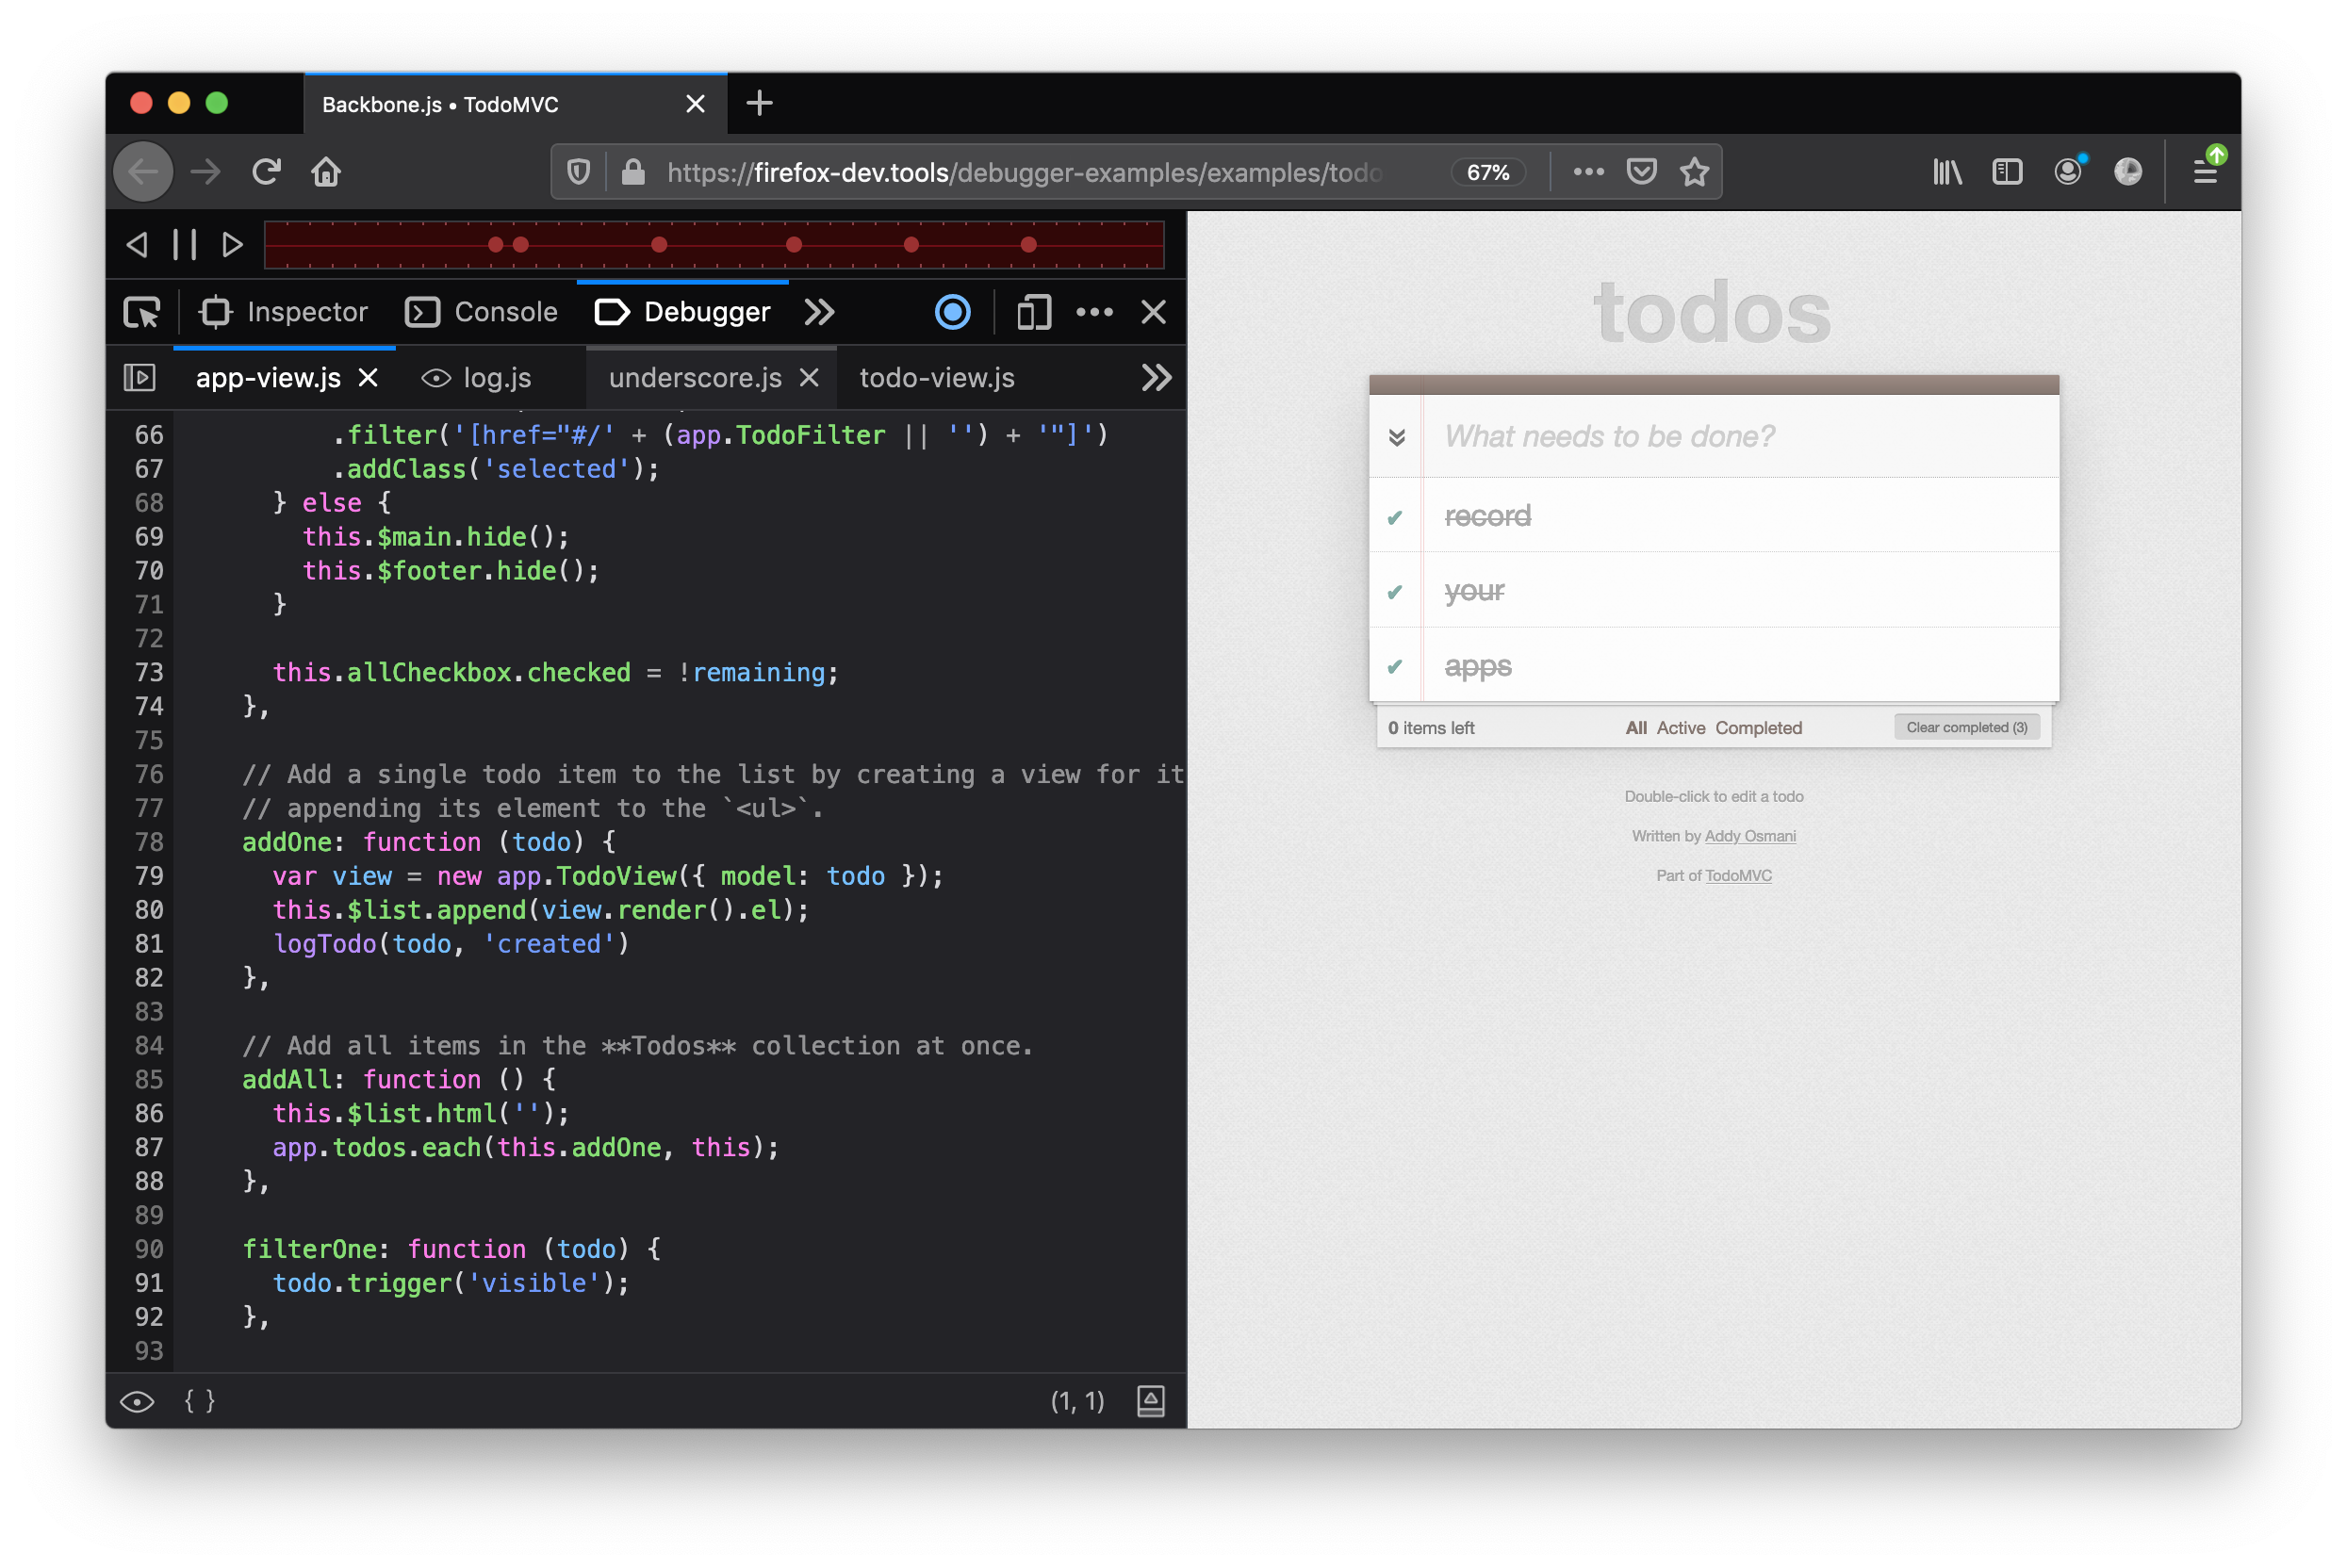 Backbone.js • TodoMVC
https://firefox-dev.tools/debugger-examples/examples/todo
67%
Inspector
Console
Debugger
app-view.js
log.js
underscore.js
todo-view.js
66 .filter('[href="#/' + (app.TodoFilter || '') + '"]')
67 .addClass('selected');
68 } else {
69 this.$main.hide();
70 this.$footer.hide();
71 }
72
73 this.allCheckbox.checked = !remaining;
74 },
75
76 // Add a single todo item to the list by creating a view for it
77 // appending its element to the `<ul>`.
78 addOne: function (todo) {
79 var view = new app.TodoView({ model: todo });
80 this.$list.append(view.render().el);
81 logTodo(todo, 'created')
82 },
83
84 // Add all items in the **Todos** collection at once.
85 addAll: function () {
86 this.$list.html('');
87 app.todos.each(this.addOne, this);
88 },
89
90 filterOne: function (todo) {
91 todo.trigger('visible');
92 },
93
{ }
(1, 1)
todos
What needs to be done?
record
your
apps
0 items left
All Active Completed
Clear completed (3)
Double-click to edit a todo
Written by Addy Osmani
Part of TodoMVC